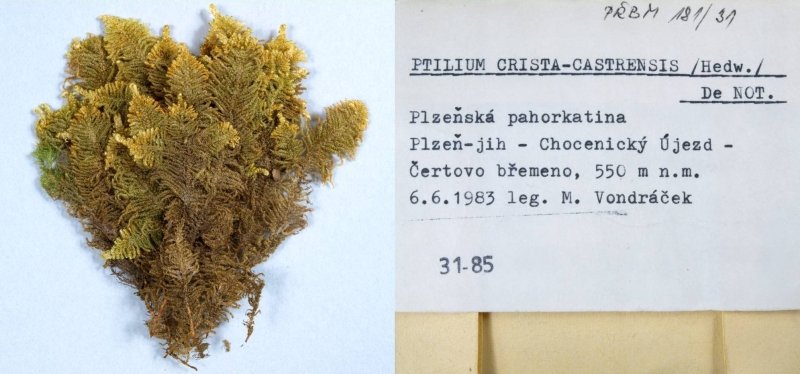 PŘBM 181/31
PTILIUM CRISTA-CASTRENSIS /Hedw./
De NOT.
Plzeňská pahorkatina
Plzeň-jih - Chocenický Újezd -
Čertovo břemeno, 550 m n.m.
6.6.1983 leg. M. Vondráček
31-85